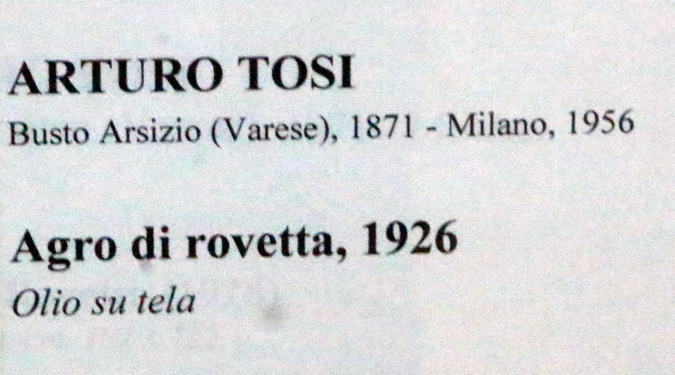 ARTURO TOSI
Busto Arsizio (Varese), 1871 - Milano, 1956
Agro di rovetta, 1926
Olio su tela